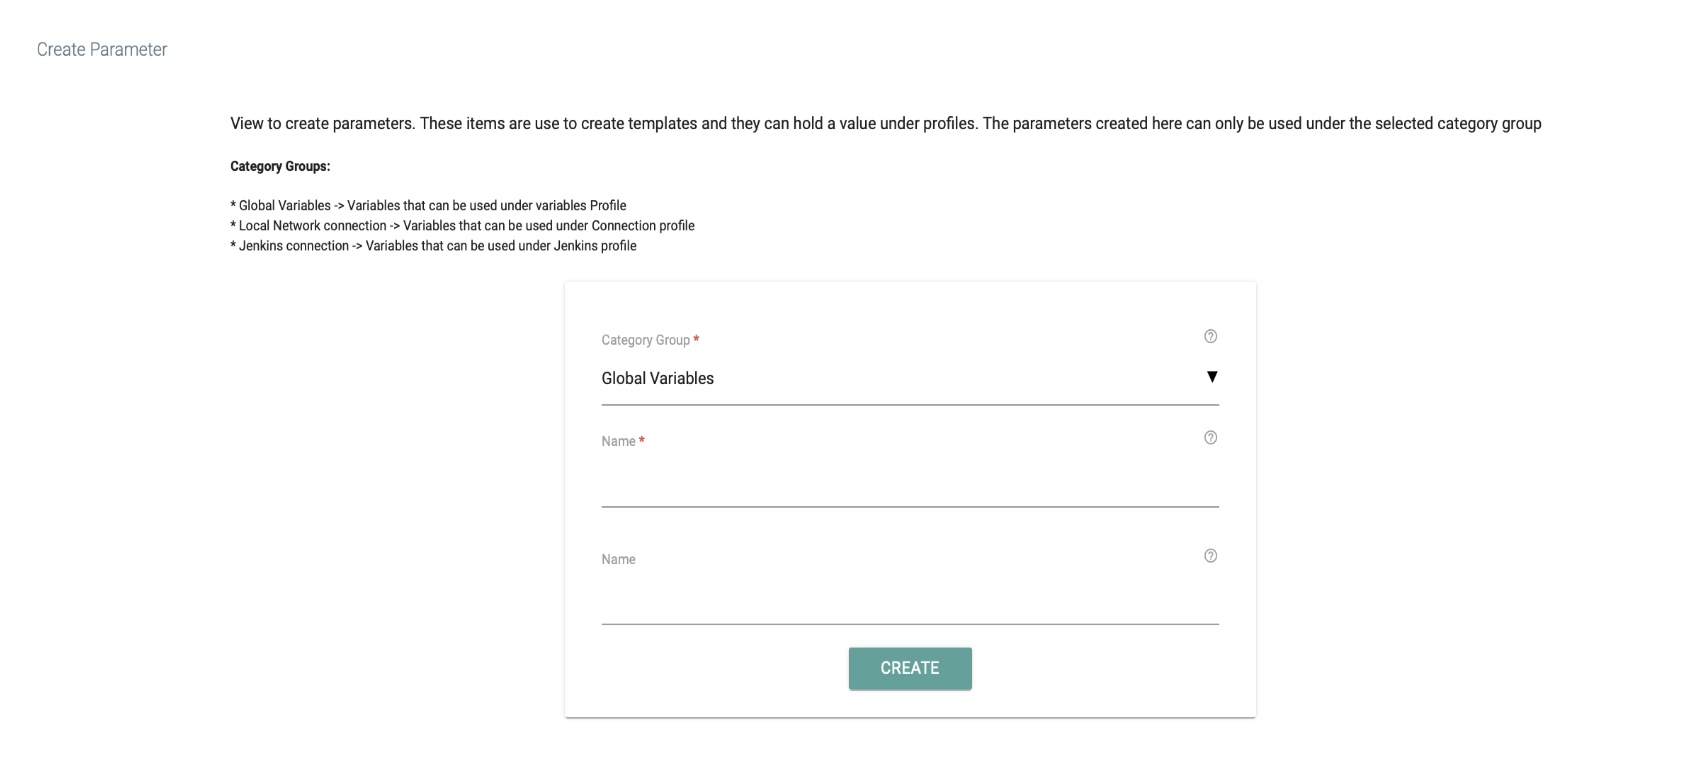 Create Parameter
View to create parameters. These items are use to create templates and they can hold a value under profiles. The parameters created here can only be used under the selected category group
Category Groups:
* Global Variables -> Variables that can be used under variables Profile
* Local Network connection -> Variables that can be used under Connection profile
* Jenkins connection -> Variables that can be used under Jenkins profile
Category Group *
Global Variables
Name *
Name
CREATE